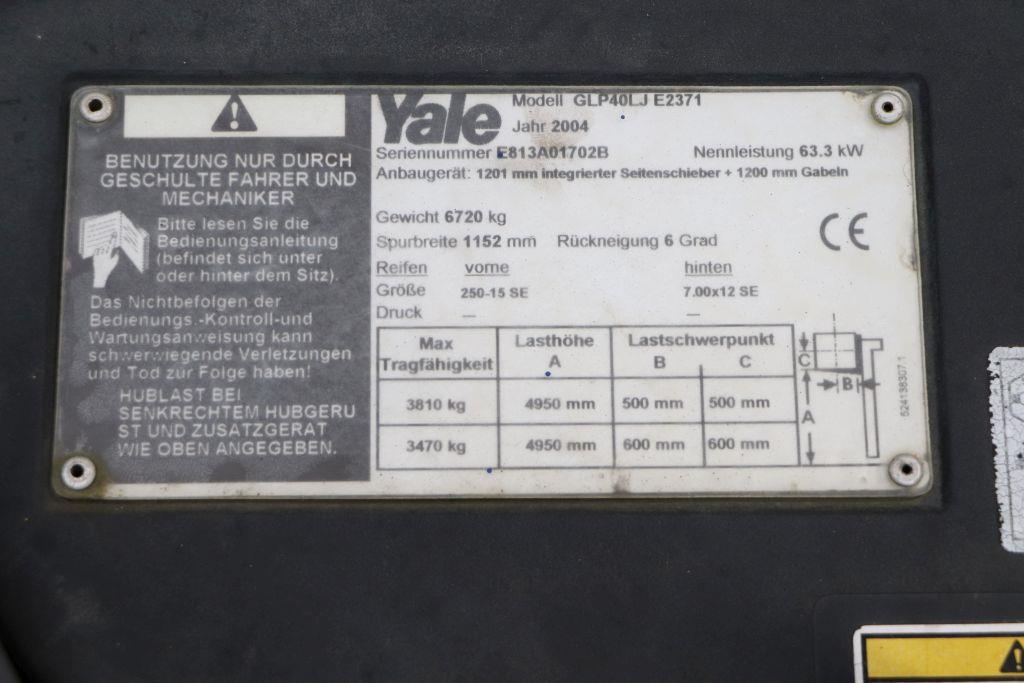 BENUTZUNG NUR DURCH
GESCHULTE FAHRER UND
MECHANIKER
Bitte lesen Sie die
Bedienungsanleitung
(befindet sich unter
oder hinter dem Sitz).
Das Nichtbefolgen der
Bedienungs.-Kontroll-und
Wartungsanweisung kann
schwerwiegende Verletzungen
und Tod zur Folge haben!
HUBLAST BEI
SENKRECHTEM HUBGERU
ST UND ZUSATZGERAT
WIE OBEN ANGEGEBEN.
Yale
Modell GLP40LJ E2371
Jahr 2004
Seriennummer E813A01702B Nennleistung 63.3 kW
Anbaugerät: 1201 mm integrierter Seitenschieber + 1200 mm Gabeln
Gewicht 6720 kg
Spurbreite 1152 mm Rückneigung 6 Grad
CE
Reifen vorne hinten
Größe 250-15 SE 7.00x12 SE
Druck — —
Max Lasthöhe Lastschwerpunkt
Tragfähigkeit A B C
3810 kg 4950 mm 500 mm 500 mm
3470 kg 4950 mm 600 mm 600 mm
C
B
A
524138307 1